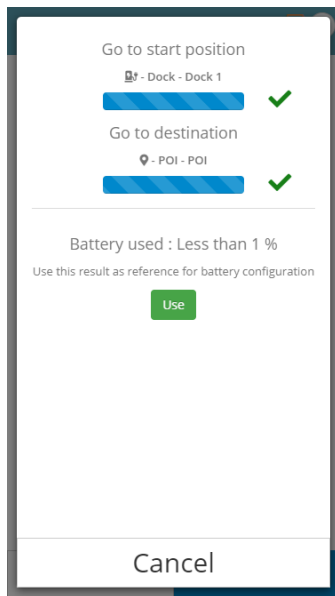 Go to start position
- Dock - Dock 1
Go to destination
- POI - POI
Battery used : Less than 1 %
Use this result as reference for battery configuration
Use
Cancel